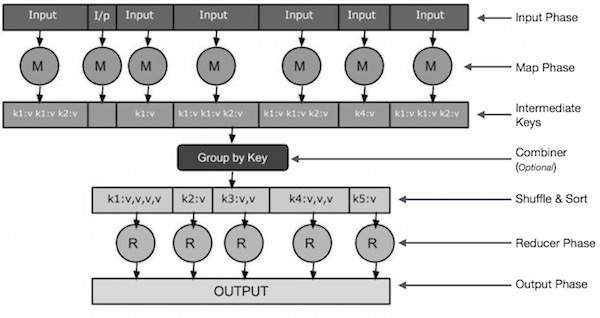 Input I/p Input Input Input Input Input
Input Phase
M M M M M M M
Map Phase
k1:v k1:v k2:v k1:v k1:v k1:v k2:v k1:v k1:v k2:v k4:v k1:v k1:v k2:v
Intermediate
Keys
Group by Key
Combiner
(Optional)
k1:v,v,v,v k2:v k3:v,v k4:v,v,v k5:v
Shuffle & Sort
R R R R R
Reducer Phase
OUTPUT
Output Phase